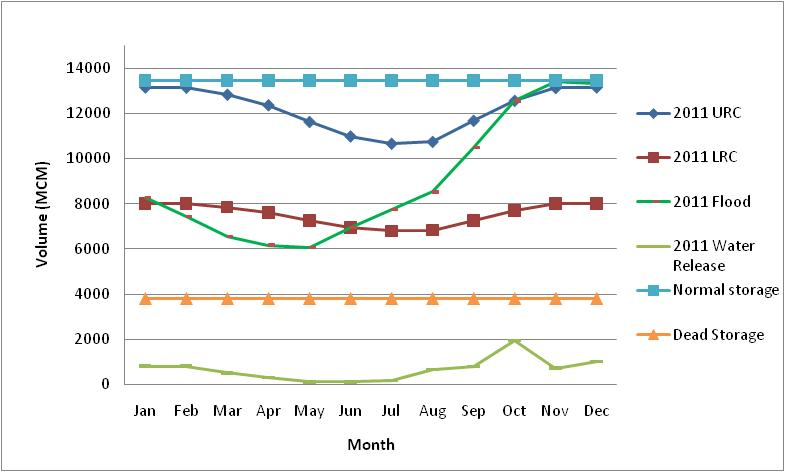 14000
12000
10000
8000
6000
4000
2000
0
Volume (MCM)
Jan Feb Mar Apr May Jun Jul Aug Sep Oct Nov Dec
Month
2011 URC
2011 LRC
2011 Flood
2011 Water
Release
Normal storage
Dead Storage